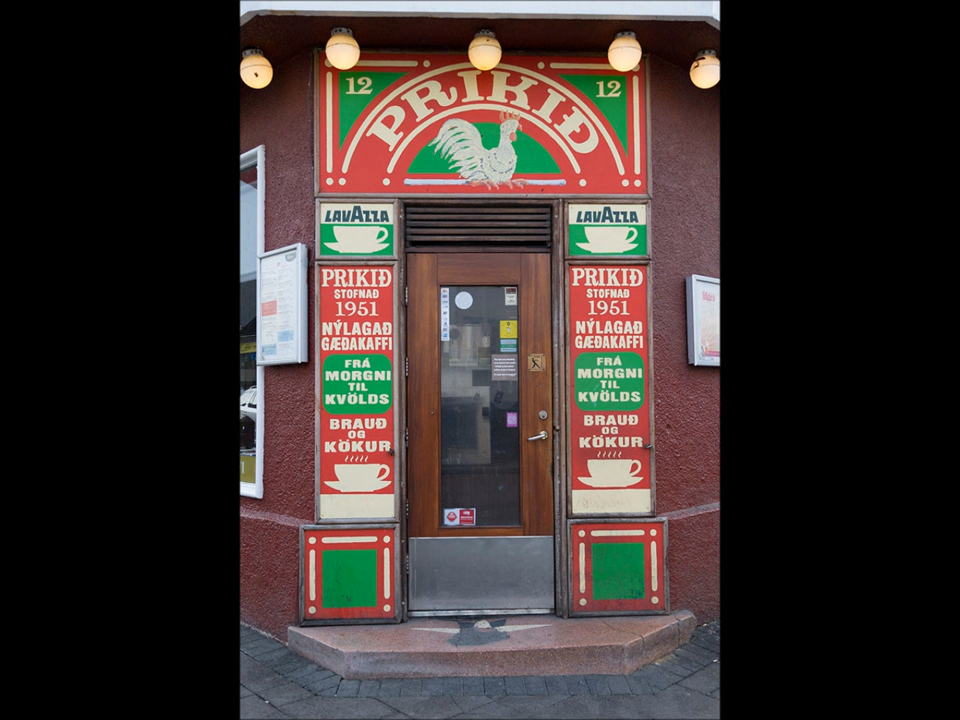 12
12
PRIKIÐ
LAVAZZA
PRIKIÐ
STOFNAÐ
1951
NÝLAGAÐ
GÆÐAKAFFI
FRÁ
MORGNI
TIL
KVÖLDS
BRAUÐ
OG
KÖKUR
LAVAZZA
PRIKIÐ
STOFNAÐ
1951
NÝLAGAÐ
GÆÐAKAFFI
FRÁ
MORGNI
TIL
KVÖLDS
BRAUÐ
OG
KÖKUR